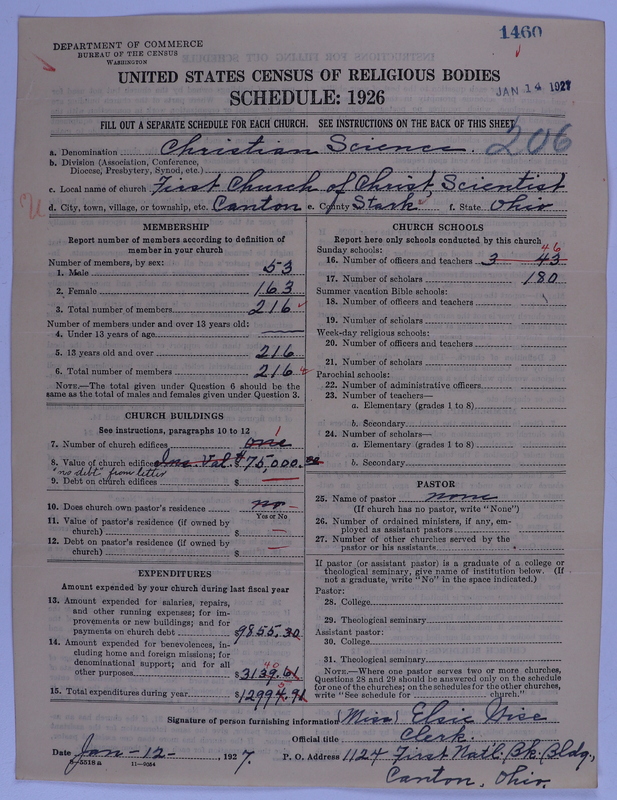 1460
DEPARTMENT OF COMMERCE
BUREAU OF THE CENSUS
WASHINGTON
UNITED STATES CENSUS OF RELIGIOUS BODIES
JAN 14 1927
SCHEDULE: 1926
FILL OUT A SEPARATE SCHEDULE FOR EACH CHURCH. SEE INSTRUCTIONS ON THE BACK OF THIS SHEET
206
a. Denomination Christian Science.
b. Division (Association, Conference,
Diocese, Presbytery, Synod, etc.)
c. Local name of church First Church of Christ, Scientist
d. City, town, village, or township, etc. Canton e. County Stark f. State Ohio
MEMBERSHIP
Report number of members according to definition of
member in your church
Number of members, by sex:
1. Male 53
2. Female 163
3. Total number of members 216
Number of members under and over 13 years old:
4. Under 13 years of age
5. 13 years old and over 216
6. Total number of members 216
NOTE.—The total given under Question 6 should be the
same as the total of males and females given under Question 3.
CHURCH BUILDINGS
See instructions, paragraphs 10 to 12
1
7. Number of church edifices one
8. Value of church edifices Ins. Val. $75,000.00
"no debt" from letter
9. Debt on church edifices $
10. Does church own pastor's residence no
Yes or No
11. Value of pastor's residence (if owned by
church) $
12. Debt on pastor's residence (if owned by
church) $
EXPENDITURES
Amount expended by your church during last fiscal year
13. Amount expended for salaries, repairs,
and other running expenses; for im-
provements or new buildings; and for
payments on church debt $9855.30
14. Amount expended for benevolences, in-
cluding home and foreign missions; for
denominational support; and for all
40
other purposes $3139.61
15. Total expenditures during year $12994.91
CHURCH SCHOOLS
Report here only schools conducted by this church
Sunday schools:
46
16. Number of officers and teachers 3 43
17. Number of scholars 180
Summer vacation Bible schools:
18. Number of officers and teachers
19. Number of scholars
Week-day religious schools:
20. Number of officers and teachers
21. Number of scholars
Parochial schools:
22. Number of administrative officers
23. Number of teachers—
a. Elementary (grades 1 to 8)
b. Secondary
24. Number of scholars—
a. Elementary (grades 1 to 8)
b. Secondary
PASTOR
25. Name of pastor none
(If church has no pastor, write "None")
26. Number of ordained ministers, if any, em-
ployed as assistant pastors
27. Number of other churches served by the
pastor or his assistants
If pastor (or assistant pastor) is a graduate of a college or
theological seminary, give name of institution below. (If
not a graduate, write "No" in the space indicated.)
Pastor:
28. College
29. Theological seminary
Assistant pastor:
30. College
31. Theological seminary
NOTE.—Where one pastor serves two or more churches,
Questions 28 and 29 should be answered only on the schedule
for one of the churches; on the schedules for the other churches,
write "See schedule for church."
Signature of person furnishing information (Miss) Elsie Wise
Official title Clerk.
Date Jan-12-, 1927. P. O. Address 1124 First Natl. Bk. Bldg.,
8-5518a 11-9064
Canton, Ohio.